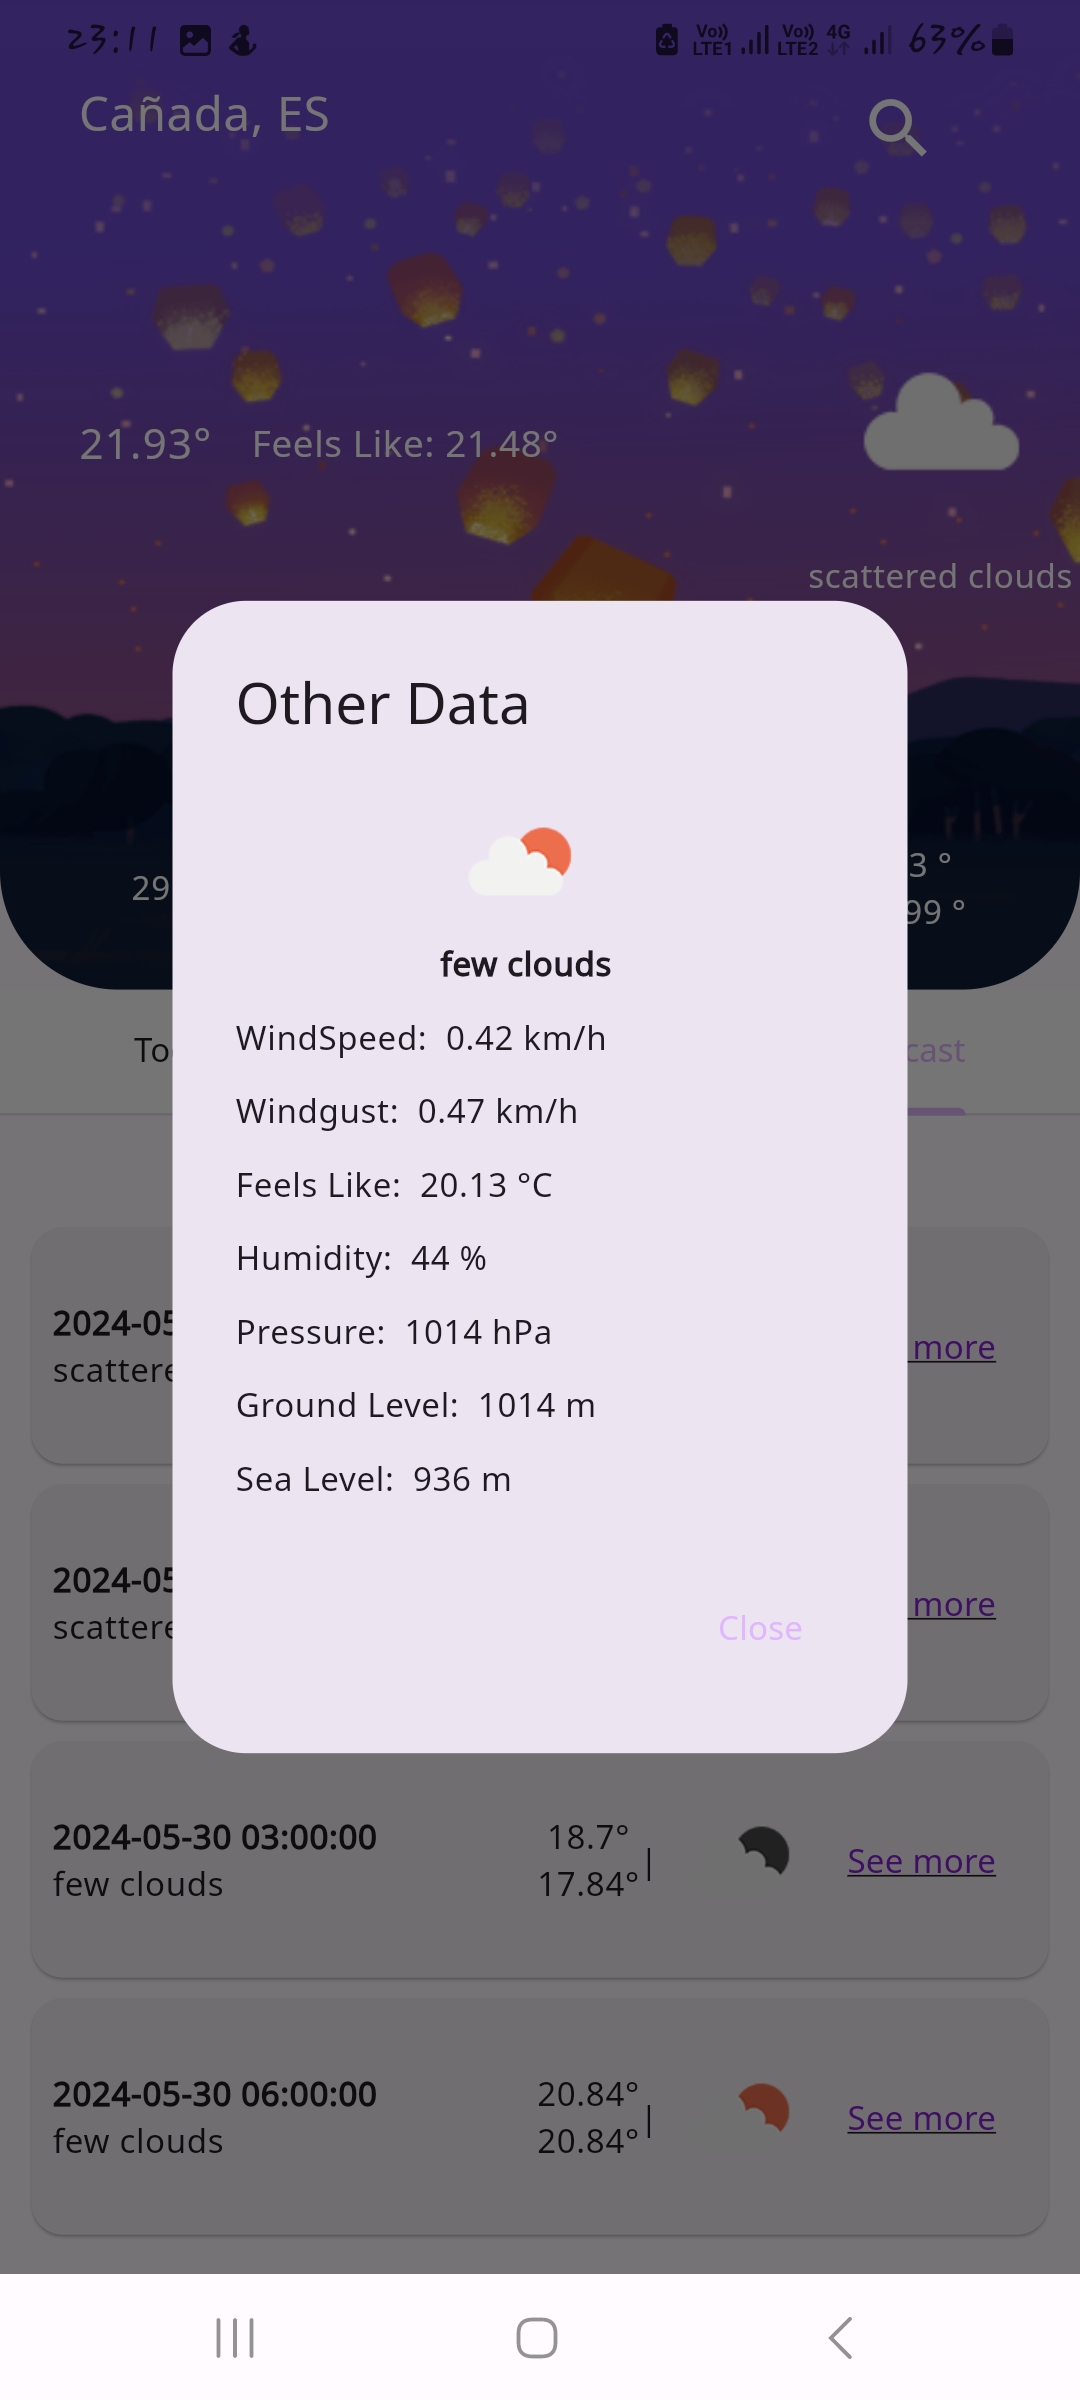 23:11
Vo)) LTE1 Vo)) LTE2 4G 63%
Cañada, ES
21.93° Feels Like: 21.48°
scattered clouds
Other Data
few clouds
29
3 °
99 °
WindSpeed: 0.42 km/h
To
cast
Windgust: 0.47 km/h
Feels Like: 20.13 °C
Humidity: 44 %
Pressure: 1014 hPa
Ground Level: 1014 m
Sea Level: 936 m
Close
2024-05
scattere
more
2024-05
scattere
more
2024-05-30 03:00:00
few clouds
18.7°
17.84° |
See more
2024-05-30 06:00:00
few clouds
20.84°
20.84° |
See more